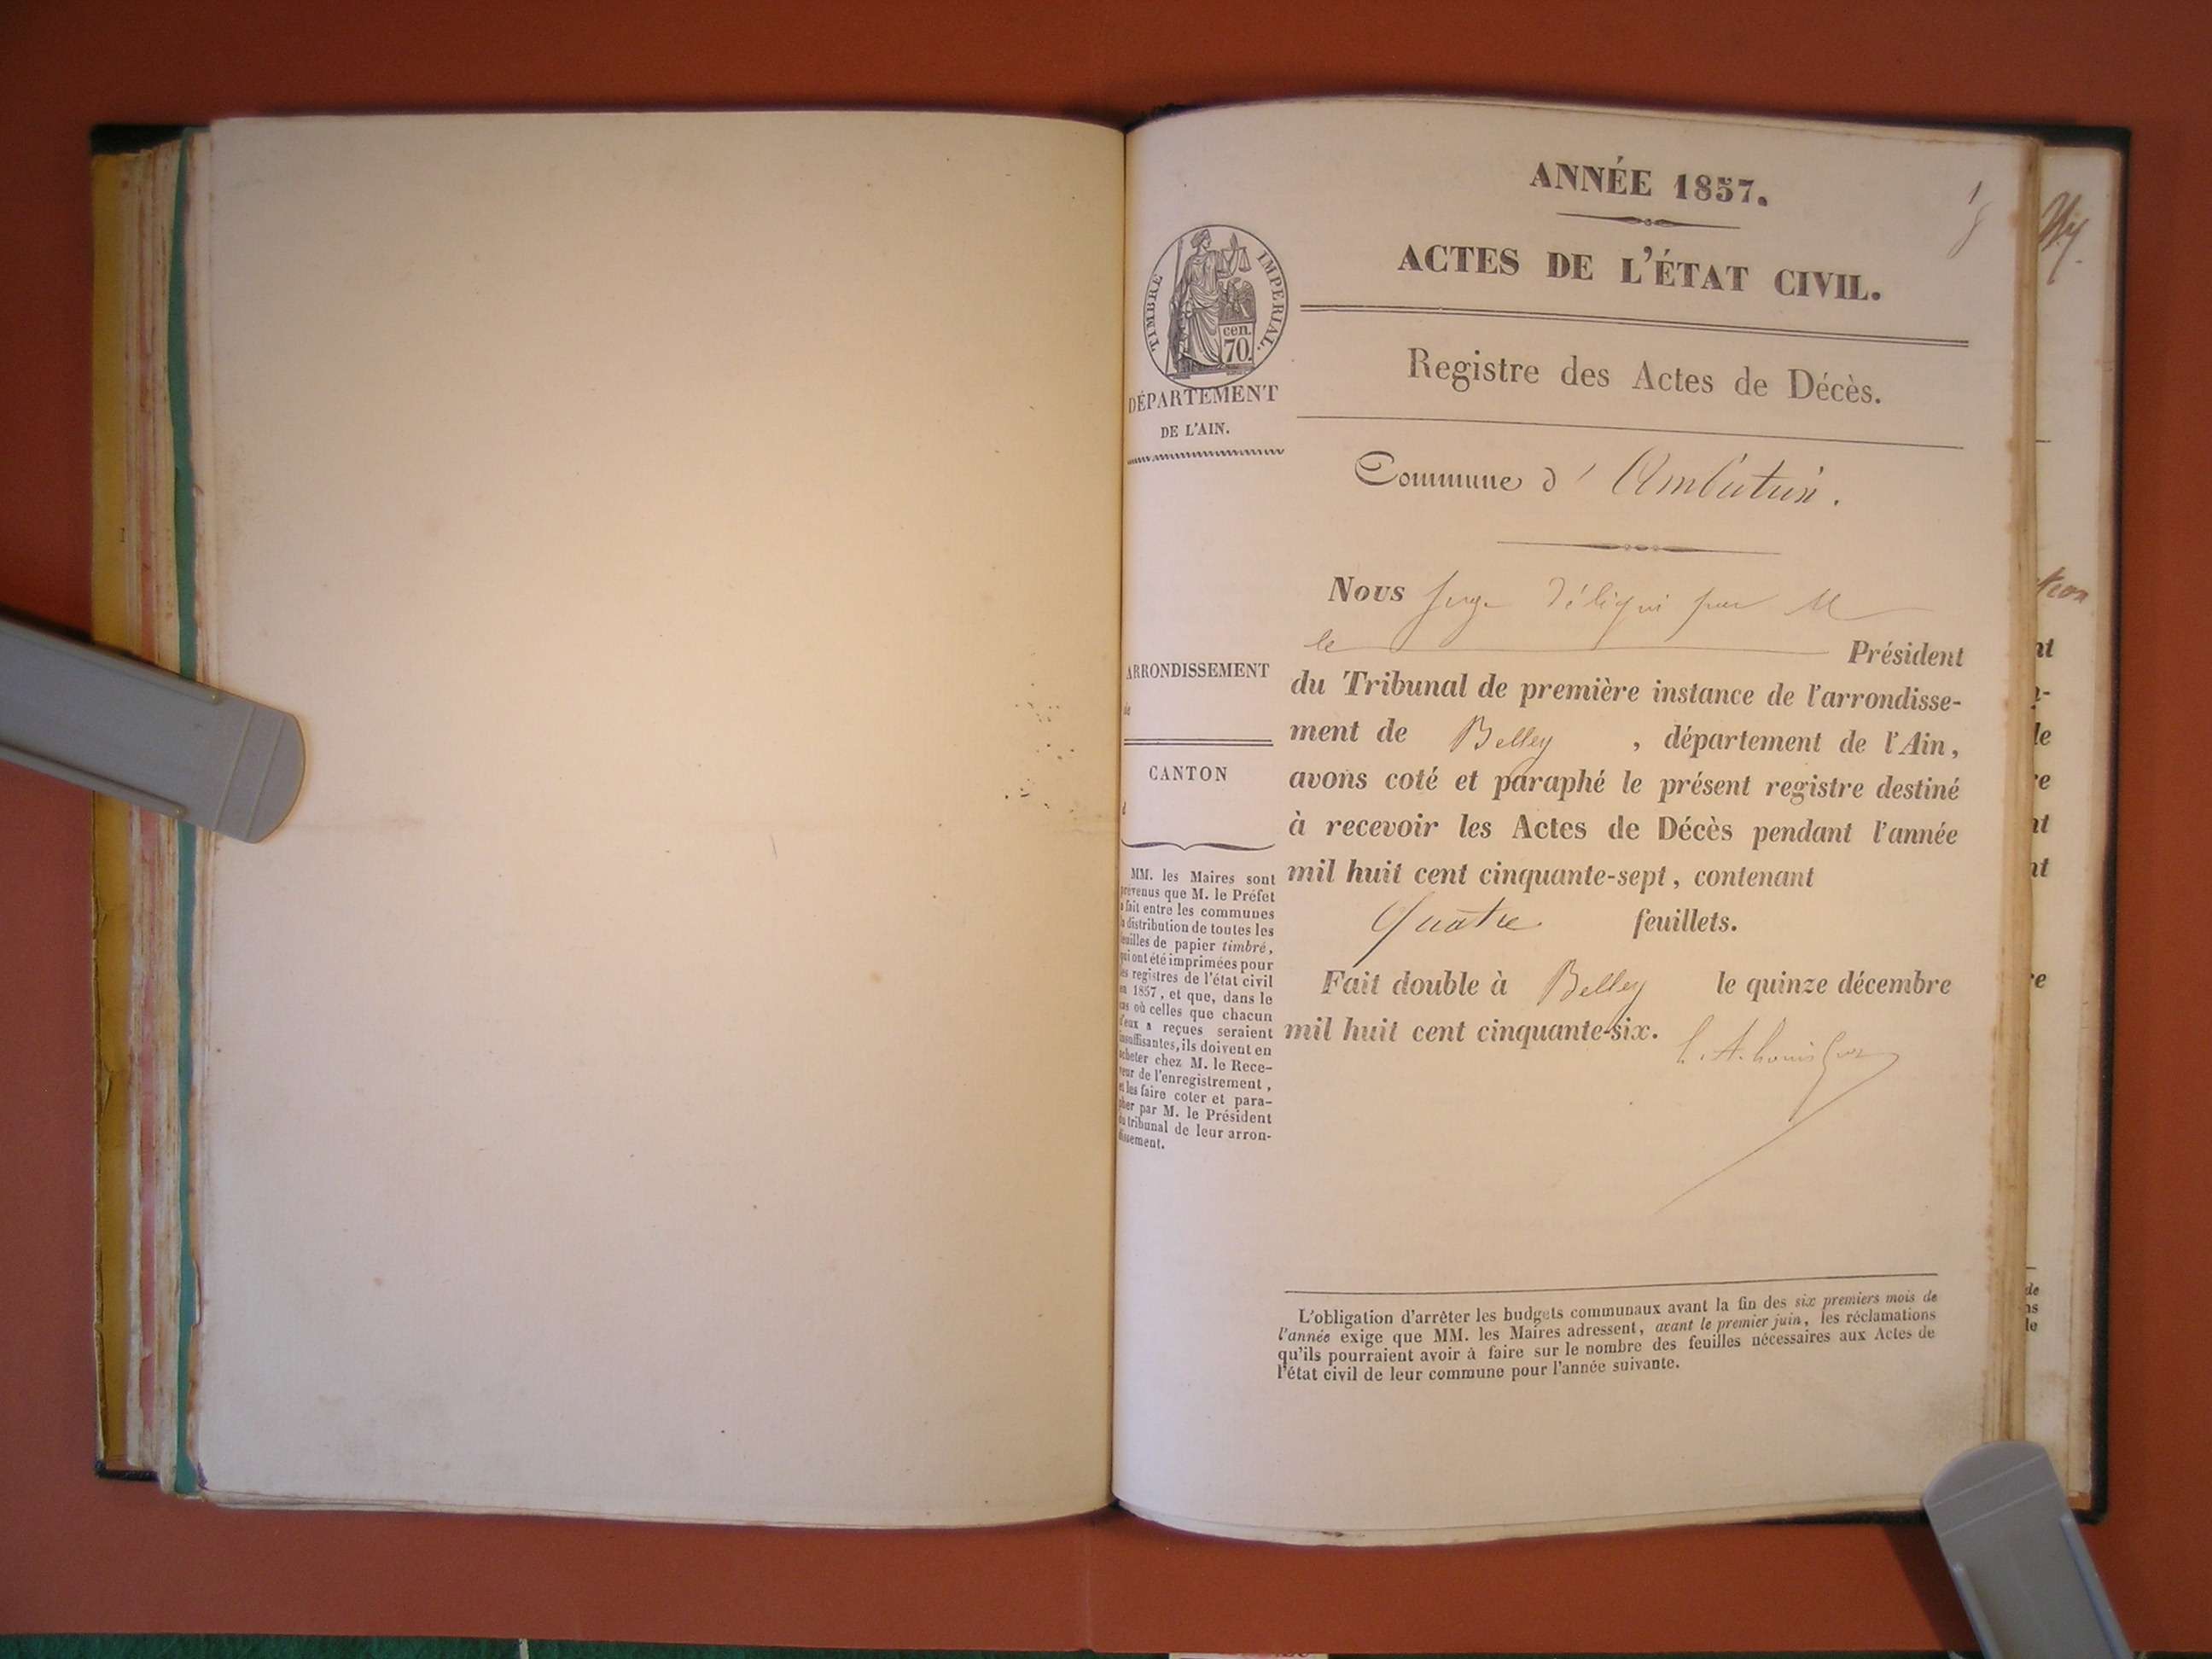 ANNÉE 1857.
ACTES DE L'ÉTAT CIVIL.
TIMBRE IMPERIAL.
cen.
70.
DÉPARTEMENT
DE L'AIN.
Registre des Actes de Décès.
Commune d'
Nous Juge délégué par M
le Président
du Tribunal de première instance de l'arrondisse-
ment de Belley, département de l'Ain,
avons coté et paraphé le présent registre destiné
à recevoir les Actes de Décès pendant l'année
mil huit cent cinquante-sept, contenant
Quatre feuillets.
Fait double à Belley le quinze décembre
mil huit cent cinquante-six.
ARRONDISSEMENT
de
CANTON
d
MM. les Maires sont
prévenus que M. le Préfet
a fait entre les communes
la distribution de toutes les
feuilles de papier timbré,
qui ont été imprimées pour
les registres de l'état civil
en 1857, et que, dans le
cas où celles que chacun
d'eux a reçues seraient
insuffisantes, ils doivent en
acheter chez M. le Rece-
veur de l'enregistrement,
et les faire coter et para-
pher par M. le Président
du tribunal de leur arron-
dissement.
L'obligation d'arrêter les budgets communaux avant la fin des six premiers mois de
l'année exige que MM. les Maires adressent, avant le premier juin, les réclamations
qu'ils pourraient avoir à faire sur le nombre des feuilles nécessaires aux Actes de
l'état civil de leur commune pour l'année suivante.